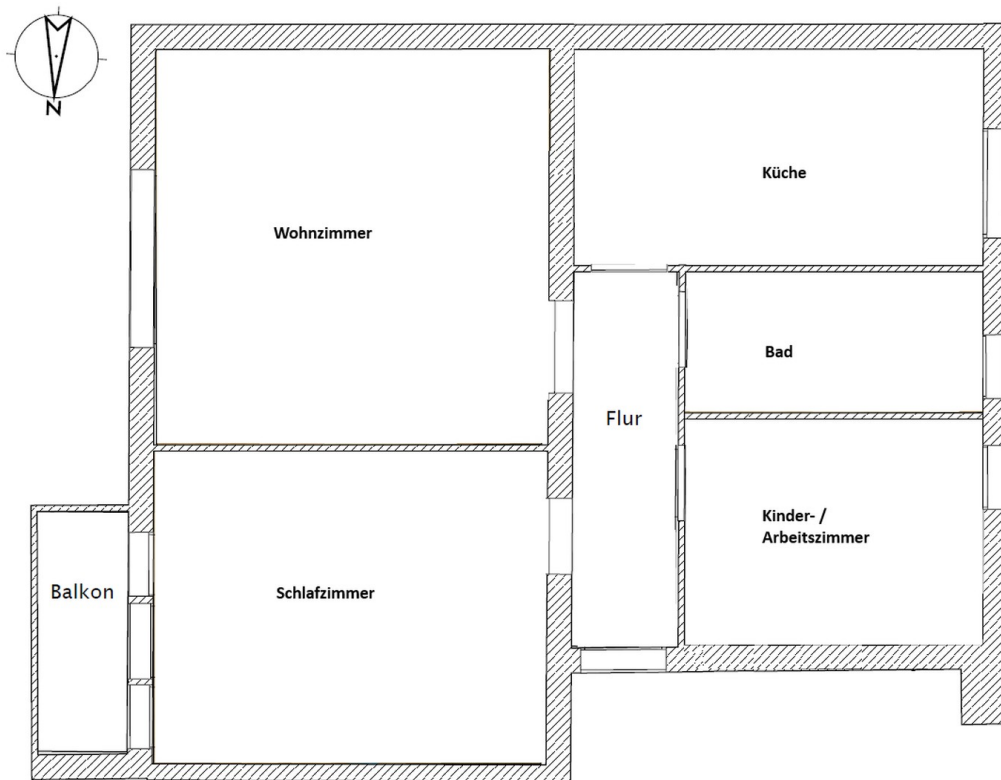 N
Küche
Wohnzimmer
Bad
Flur
Kinder- /
Arbeitszimmer
Balkon
Schlafzimmer